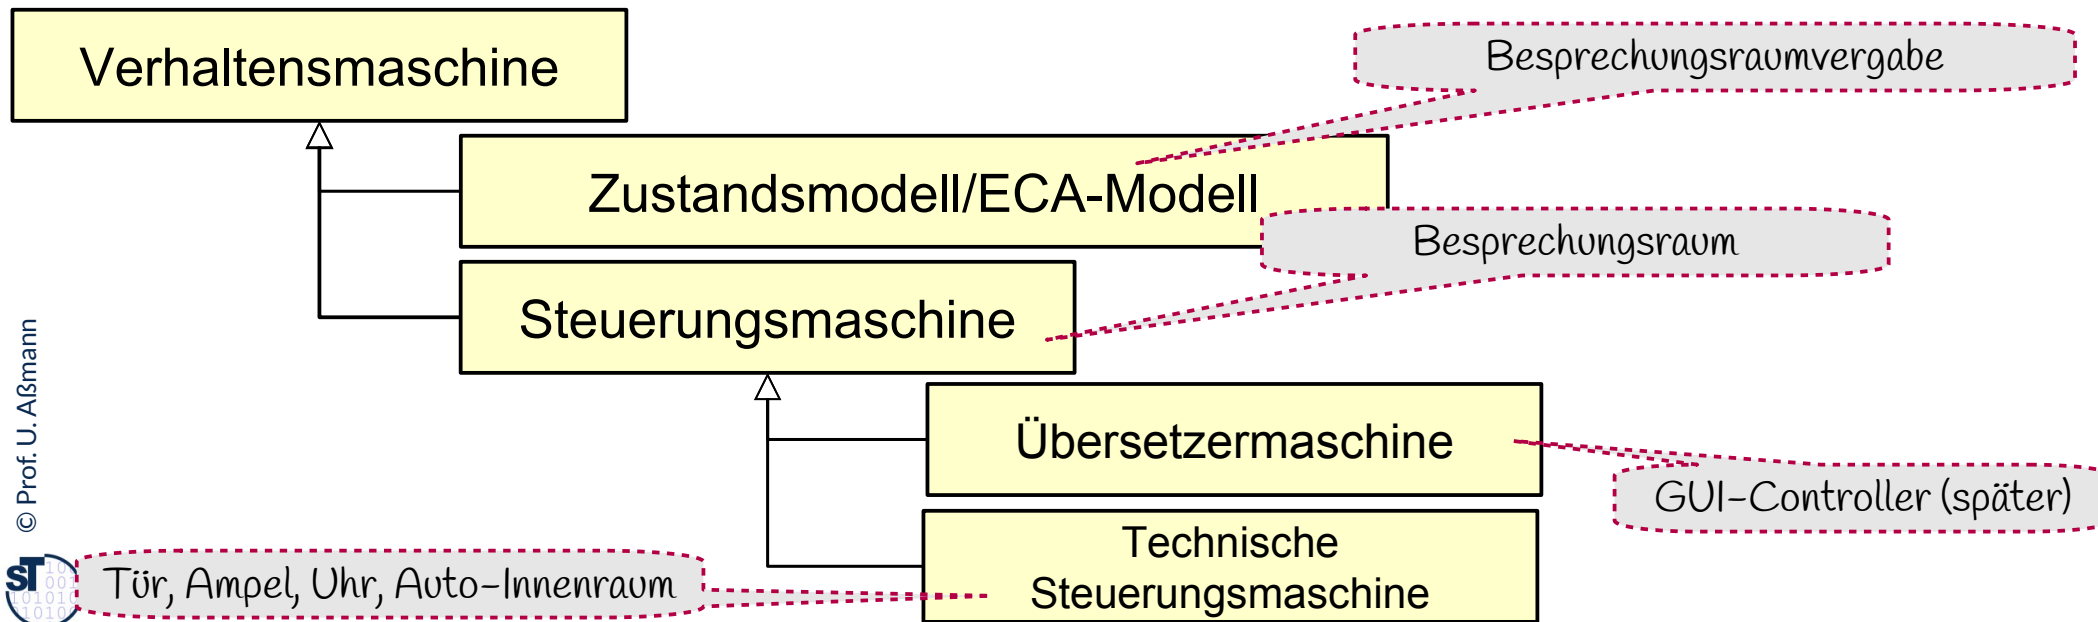 Verhaltensmaschine
Besprechungsraumvergabe
Zustandsmodell/ECA-Modell
Besprechungsraum
Steuerungsmaschine
Übersetzermaschine
GUI-Controller (später)
Technische
Steuerungsmaschine
Tür, Ampel, Uhr, Auto-Innenraum
© Prof. U. Aßmann
ST